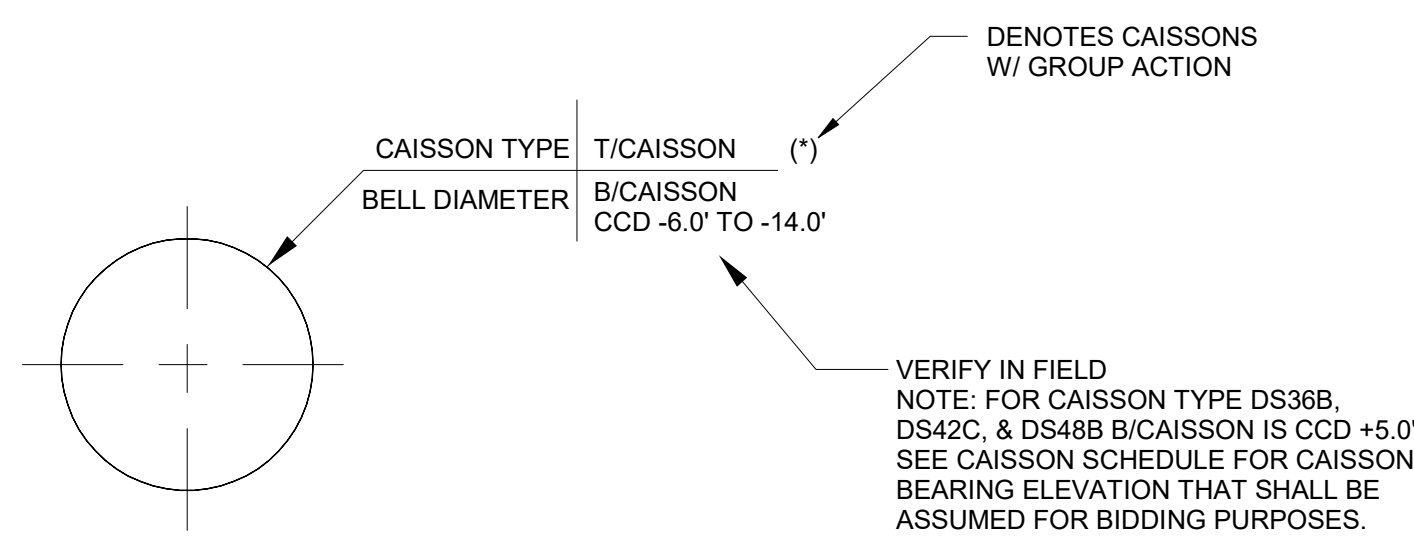 DENOTES CAISSONS
W/ GROUP ACTION
CAISSON TYPE T/CAISSON (*)
BELL DIAMETER B/CAISSON
CCD -6.0' TO -14.0'
VERIFY IN FIELD
NOTE: FOR CAISSON TYPE DS36B,
DS42C, & DS48B B/CAISSON IS CCD +5.0'
SEE CAISSON SCHEDULE FOR CAISSON
BEARING ELEVATION THAT SHALL BE
ASSUMED FOR BIDDING PURPOSES.